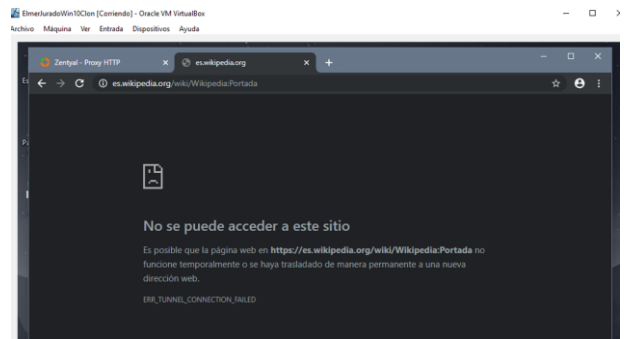 ElmerJuradoWin10Clon [Corriendo] - Oracle VM VirtualBox
Archivo Máquina Ver Entrada Dispositivos Ayuda
Zentyal - Proxy HTTP
es.wikipedia.org
es.wikipedia.org/wiki/Wikipedia:Portada
No se puede acceder a este sitio
Es posible que la página web en https://es.wikipedia.org/wiki/Wikipedia:Portada no
funcione temporalmente o se haya trasladado de manera permanente a una nueva
dirección web.
ERR_TUNNEL_CONNECTION_FAILED